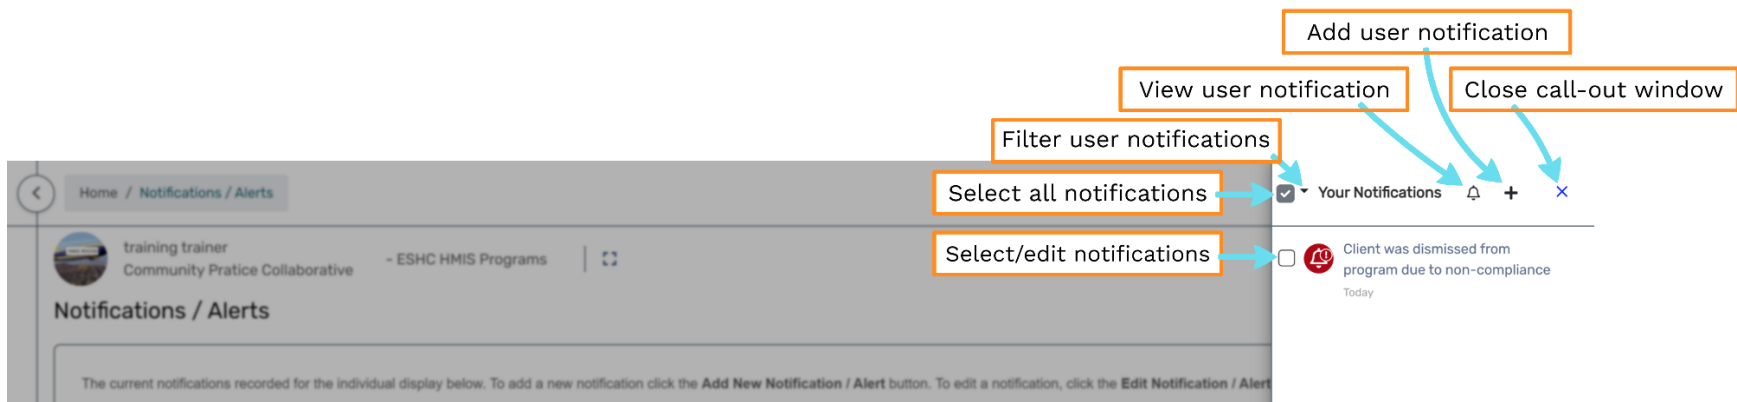 Add user notification
View user notification
Close call-out window
Filter user notifications
Select all notifications
Your Notifications
Home / Notifications / Alerts
training trainer
Community Pratice Collaborative
- ESHC HMIS Programs
Select/edit notifications
Client was dismissed from
program due to non-compliance
Today
Notifications / Alerts
The current notifications recorded for the individual display below. To add a new notification click the Add New Notification / Alert button. To edit a notification, click the Edit Notification / Alert